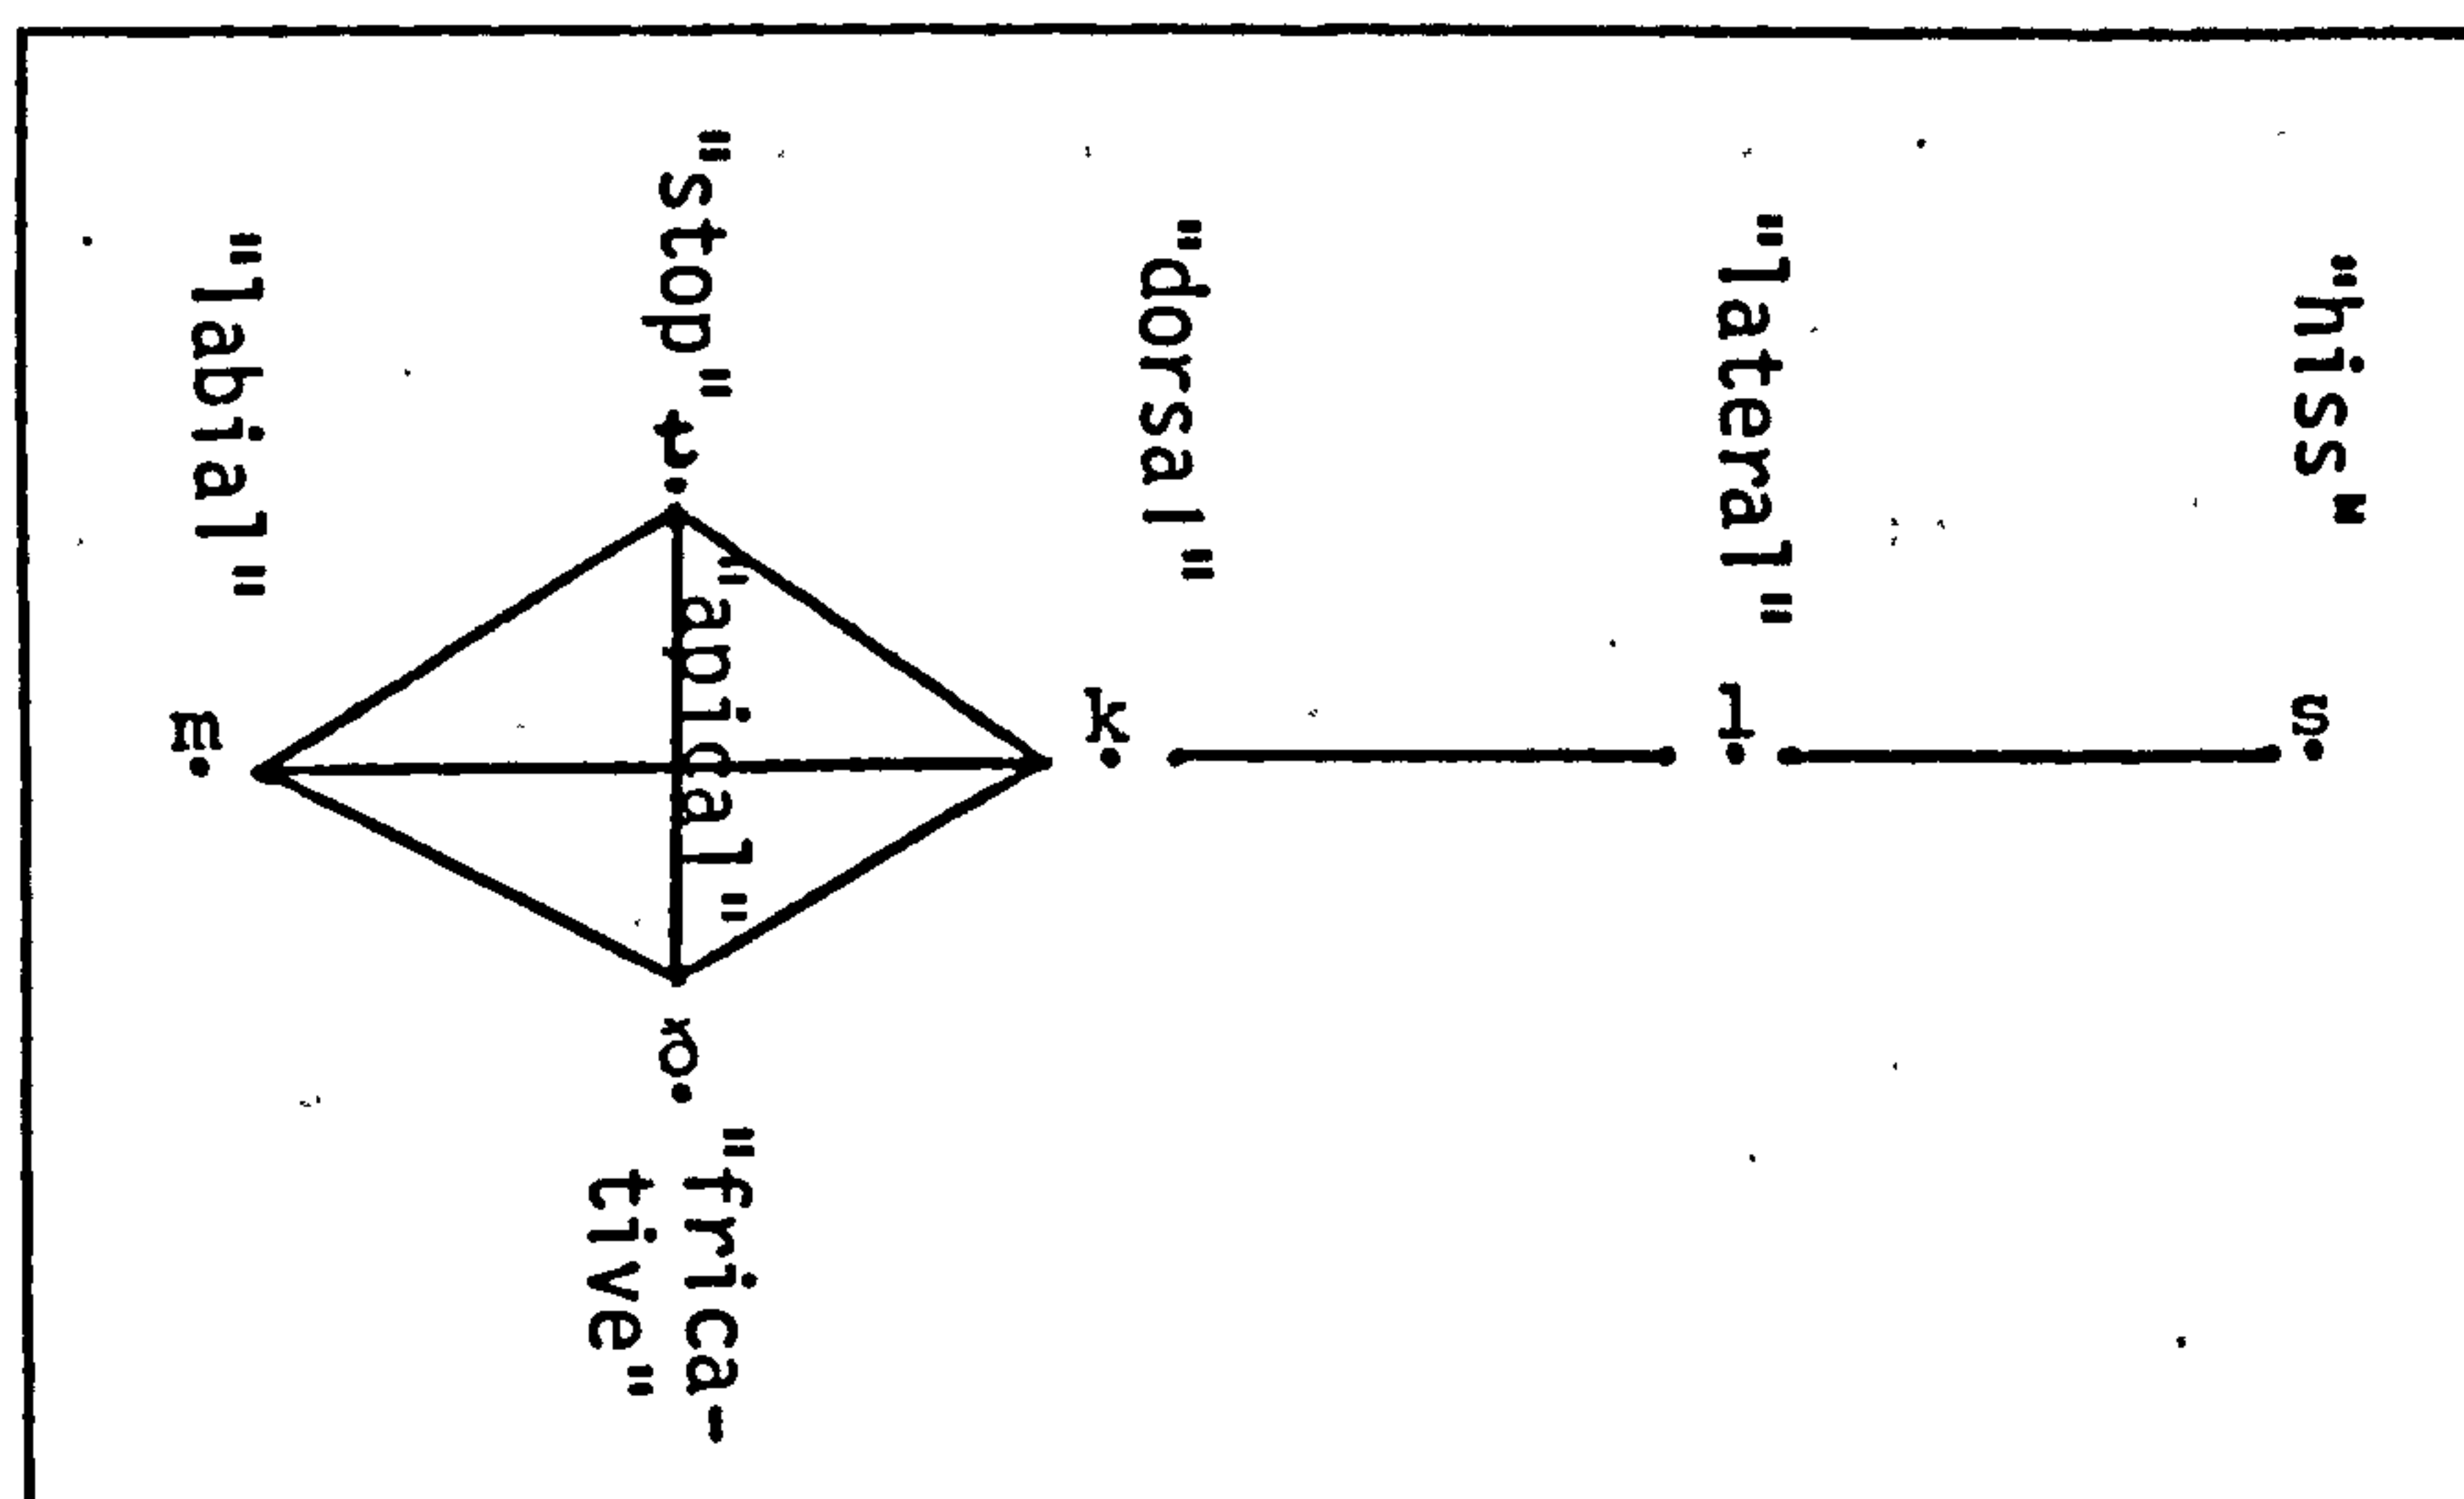 "labial"
"stop"
"dorsal"
"lateral"
"hiss"
t
"apical"
m
k
l
s
ð
"frica-
tive"